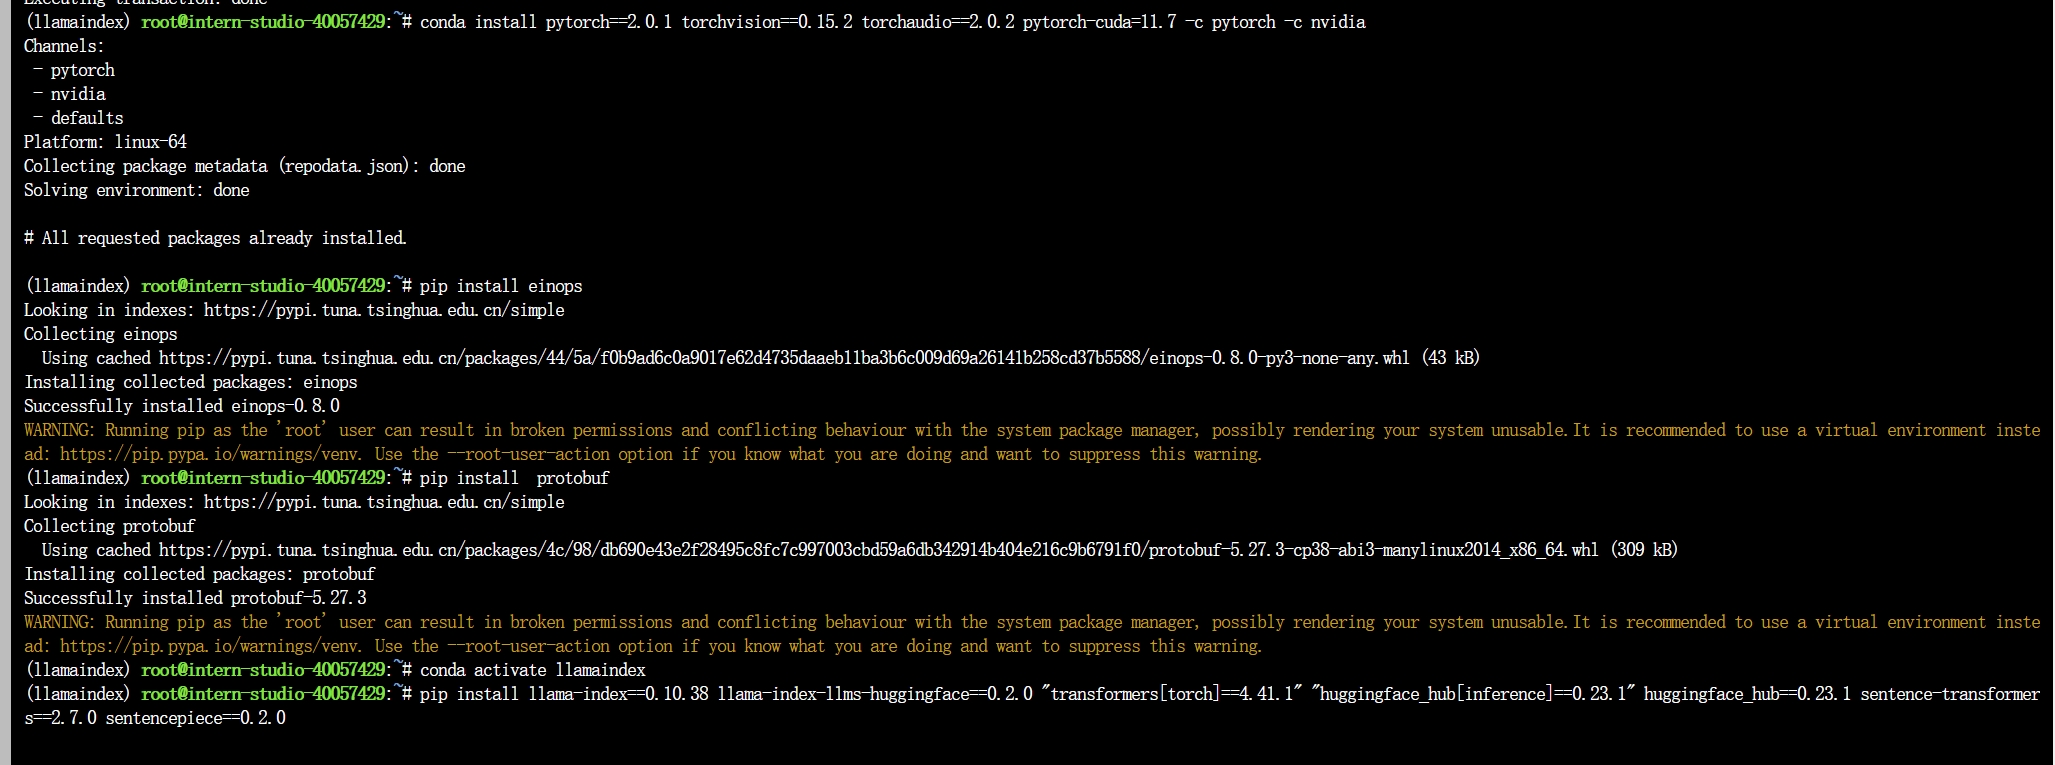 Executing transaction: done
(llamaindex) root@intern-studio-40057429:~# conda install pytorch==2.0.1 torchvision==0.15.2 torchaudio==2.0.2 pytorch-cuda=11.7 -c pytorch -c nvidia
Channels:
 - pytorch
 - nvidia
 - defaults
Platform: linux-64
Collecting package metadata (repodata.json): done
Solving environment: done
# All requested packages already installed.
(llamaindex) root@intern-studio-40057429:~# pip install einops
Looking in indexes: https://pypi.tuna.tsinghua.edu.cn/simple
Collecting einops
  Using cached https://pypi.tuna.tsinghua.edu.cn/packages/44/5a/f0b9ad6c0a9017e62d4735daaeb11ba3b6c009d69a26141b258cd37b5588/einops-0.8.0-py3-none-any.whl (43 kB)
Installing collected packages: einops
Successfully installed einops-0.8.0
WARNING: Running pip as the 'root' user can result in broken permissions and conflicting behaviour with the system package manager, possibly rendering your system unusable.It is recommended to use a virtual environment inste
ad: https://pip.pypa.io/warnings/venv. Use the --root-user-action option if you know what you are doing and want to suppress this warning.
(llamaindex) root@intern-studio-40057429:~# pip install  protobuf
Looking in indexes: https://pypi.tuna.tsinghua.edu.cn/simple
Collecting protobuf
  Using cached https://pypi.tuna.tsinghua.edu.cn/packages/4c/98/db690e43e2f28495c8fc7c997003cbd59a6db342914b404e216c9b6791f0/protobuf-5.27.3-cp38-abi3-manylinux2014_x86_64.whl (309 kB)
Installing collected packages: protobuf
Successfully installed protobuf-5.27.3
WARNING: Running pip as the 'root' user can result in broken permissions and conflicting behaviour with the system package manager, possibly rendering your system unusable.It is recommended to use a virtual environment inste
ad: https://pip.pypa.io/warnings/venv. Use the --root-user-action option if you know what you are doing and want to suppress this warning.
(llamaindex) root@intern-studio-40057429:~# conda activate llamaindex
(llamaindex) root@intern-studio-40057429:~# pip install llama-index==0.10.38 llama-index-llms-huggingface==0.2.0 "transformers[torch]==4.41.1" "huggingface_hub[inference]==0.23.1" huggingface_hub==0.23.1 sentence-transformer
s==2.7.0 sentencepiece==0.2.0